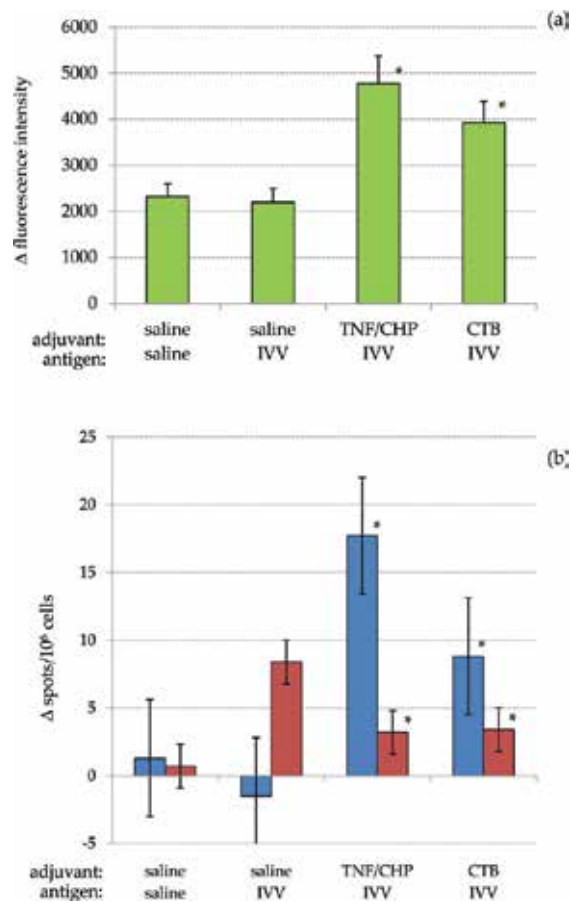 (a)
6000
5000
4000
3000
2000
1000
0
Δ fluorescence intensity
*
*
saline saline TNF/CHP CTB
adjuvant:
antigen: saline IVV IVV IVV
(b)
25
20
15
10
5
0
-5
Δ spots/10⁶ cells
*
*
*
*
adjuvant: saline saline TNF/CHP CTB
antigen: saline IVV IVV IVV